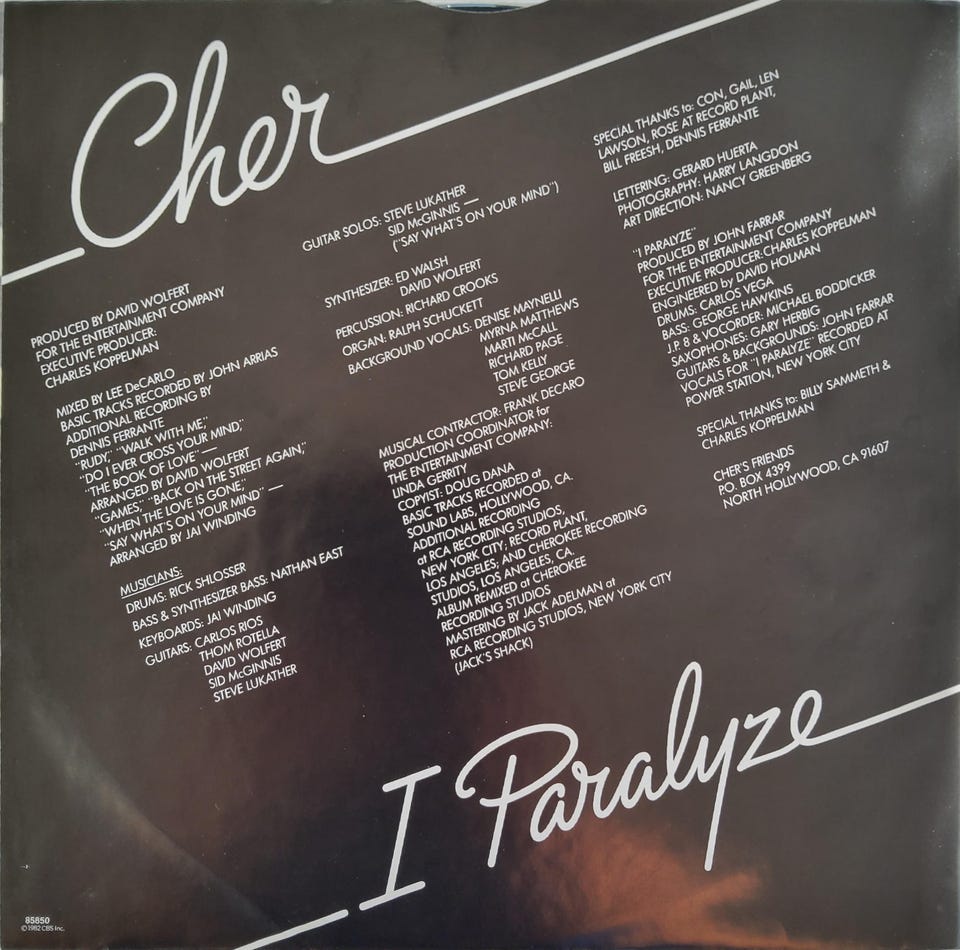 Cher
PRODUCED BY DAVID WOLFERT
FOR THE ENTERTAINMENT COMPANY
EXECUTIVE PRODUCER:
CHARLES KOPPELMAN
MIXED BY LEE DeCARLO
BASIC TRACKS RECORDED BY JOHN ARRIAS
ADDITIONAL RECORDING BY
DENNIS FERRANTE
"RUDY," "WALK WITH ME,"
"DO I EVER CROSS YOUR MIND,"
"THE BOOK OF LOVE" —
ARRANGED BY DAVID WOLFERT
"GAMES," "BACK ON THE STREET AGAIN,"
"WHEN THE LOVE IS GONE,"
"SAY WHAT'S ON YOUR MIND" —
ARRANGED BY JAI WINDING
MUSICIANS:
DRUMS: RICK SHLOSSER
BASS & SYNTHESIZER BASS: NATHAN EAST
KEYBOARDS: JAI WINDING
GUITARS: CARLOS RIOS
THOM ROTELLA
DAVID WOLFERT
SID McGINNIS
STEVE LUKATHER
GUITAR SOLOS: STEVE LUKATHER
SID McGINNIS —
("SAY WHAT'S ON YOUR MIND")
SYNTHESIZER: ED WALSH
DAVID WOLFERT
PERCUSSION: RICHARD CROOKS
ORGAN: RALPH SCHUCKETT
BACKGROUND VOCALS: DENISE MAYNELLI
MYRNA MATTHEWS
MARTI McCALL
RICHARD PAGE
TOM KELLY
STEVE GEORGE
MUSICAL CONTRACTOR: FRANK DECARO
PRODUCTION COORDINATOR for
THE ENTERTAINMENT COMPANY:
LINDA GERRITY
COPYIST: DOUG DANA
BASIC TRACKS RECORDED at
SOUND LABS, HOLLYWOOD, CA.
ADDITIONAL RECORDING
at RCA RECORDING STUDIOS,
NEW YORK CITY; RECORD PLANT,
LOS ANGELES, AND CHEROKEE RECORDING
STUDIOS, LOS ANGELES, CA.
ALBUM REMIXED at CHEROKEE
RECORDING STUDIOS
MASTERING BY JACK ADELMAN at
RCA RECORDING STUDIOS, NEW YORK CITY
(JACK'S SHACK)
SPECIAL THANKS to: CON, GAIL, LEN
LAWSON, ROSE AT RECORD PLANT,
BILL FREESH, DENNIS FERRANTE
LETTERING: GERARD HUERTA
PHOTOGRAPHY: HARRY LANGDON
ART DIRECTION: NANCY GREENBERG
"I PARALYZE"
PRODUCED BY JOHN FARRAR
FOR THE ENTERTAINMENT COMPANY
EXECUTIVE PRODUCER: CHARLES KOPPELMAN
ENGINEERED by DAVID HOLMAN
DRUMS: CARLOS VEGA
BASS: GEORGE HAWKINS
J.P. 8 & VOCORDER: MICHAEL BODDICKER
SAXOPHONES: GARY HERBIG
GUITARS & BACKGROUNDS: JOHN FARRAR
VOCALS FOR "I PARALYZE" RECORDED AT
POWER STATION, NEW YORK CITY
SPECIAL THANKS to: BILLY SAMMETH &
CHARLES KOPPELMAN
CHER'S FRIENDS
P.O. BOX 4399
NORTH HOLLYWOOD, CA 91607
I Paralyze
85850
© 1982 CBS Inc.